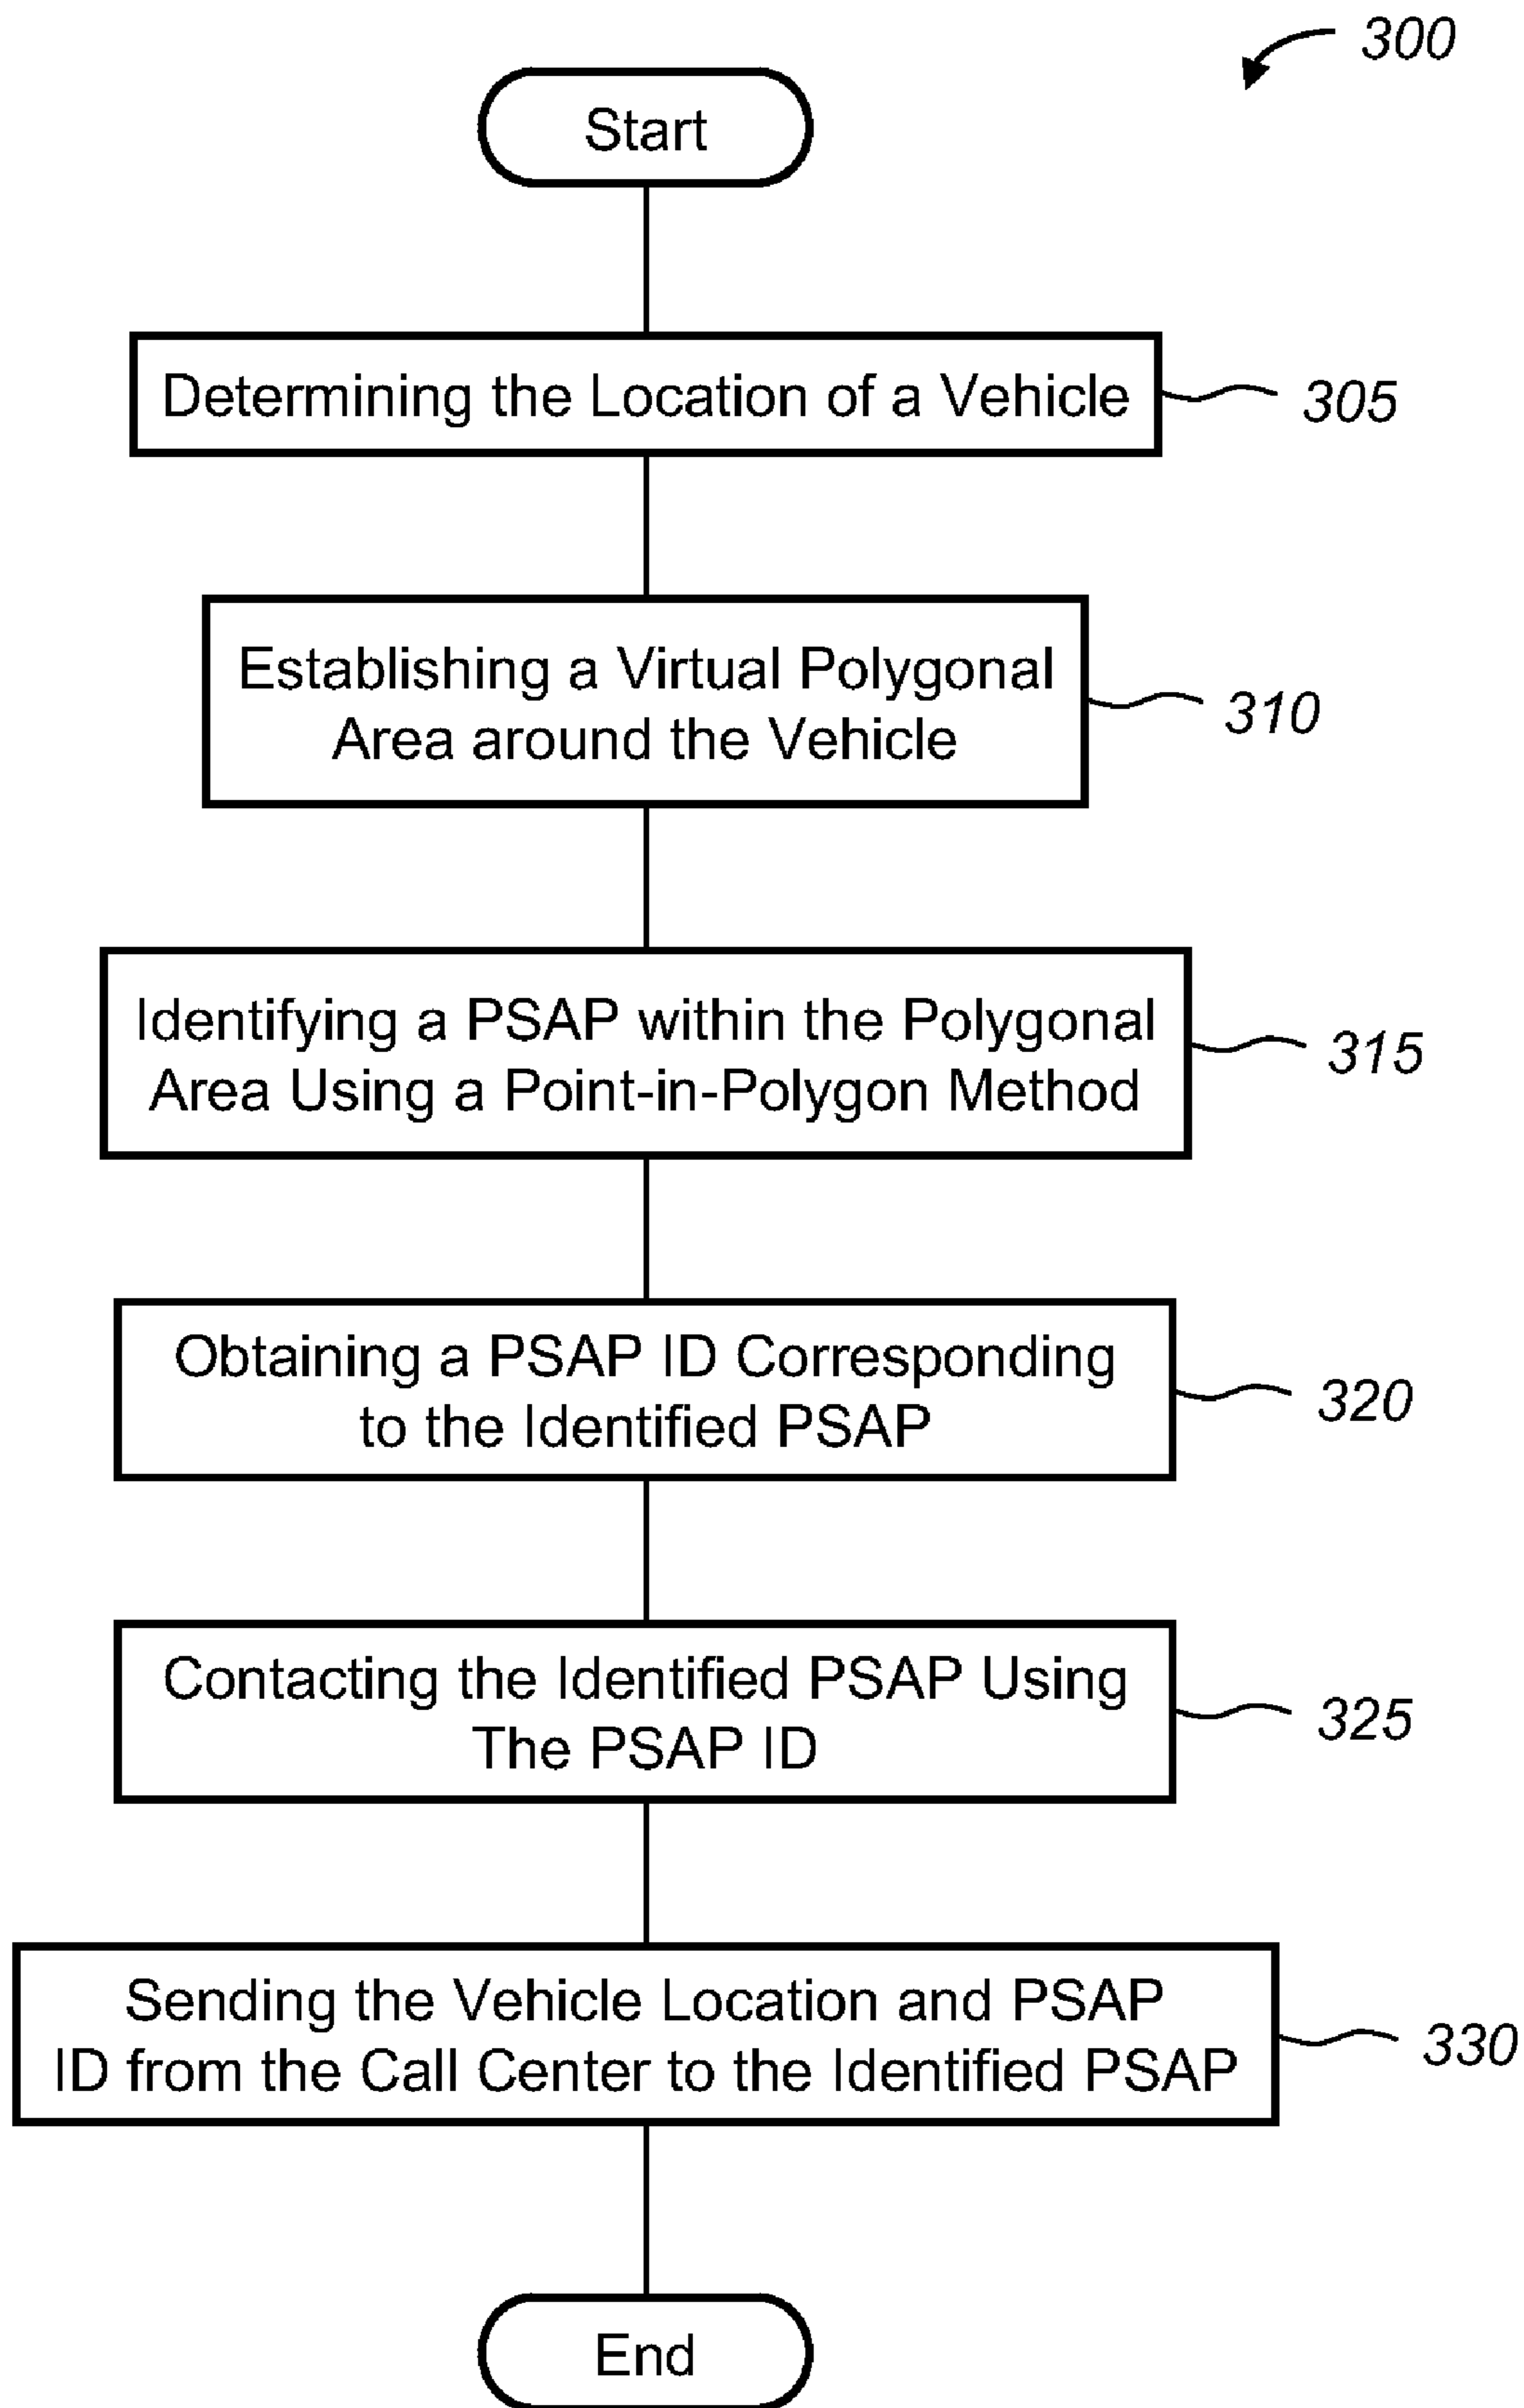 300
Start
Determining the Location of a Vehicle
305
Establishing a Virtual Polygonal
Area around the Vehicle
310
Identifying a PSAP within the Polygonal
Area Using a Point-in-Polygon Method
315
Obtaining a PSAP ID Corresponding
to the Identified PSAP
320
Contacting the Identified PSAP Using
The PSAP ID
325
Sending the Vehicle Location and PSAP
ID from the Call Center to the Identified PSAP
330
End